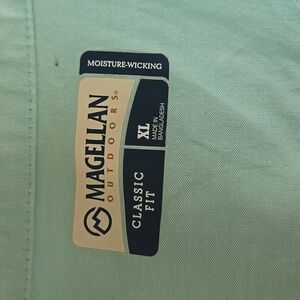 MOISTURE-WICKING
MAGELLAN
OUTDOORS®
XL
MADE IN
BANGLADESH
CLASSIC
FIT